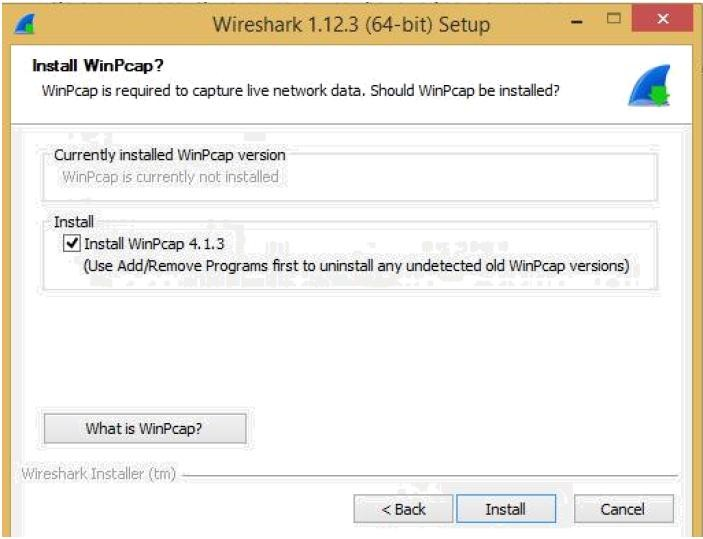 Wireshark 1.12.3 (64-bit) Setup
Install WinPcap?
WinPcap is required to capture live network data. Should WinPcap be installed?
Currently installed WinPcap version
WinPcap is currently not installed
Install
Install WinPcap 4.1.3
(Use Add/Remove Programs first to uninstall any undetected old WinPcap versions)
What is WinPcap?
Wireshark Installer (tm)
< Back
Install
Cancel